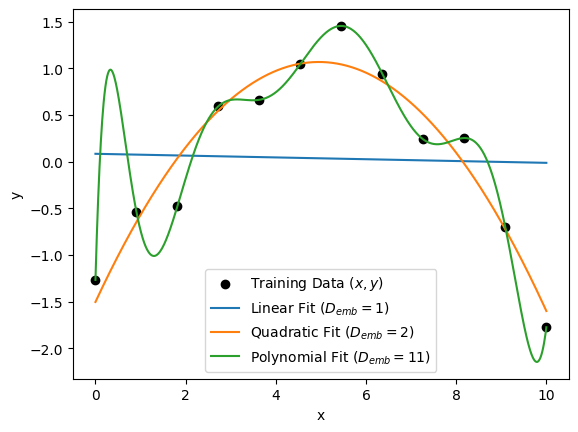 1.5
1.0
0.5
0.0
−0.5
−1.0
−1.5
−2.0
y
Training Data (x, y)
Linear Fit (D_emb = 1)
Quadratic Fit (D_emb = 2)
Polynomial Fit (D_emb = 11)
0 2 4 6 8 10
x